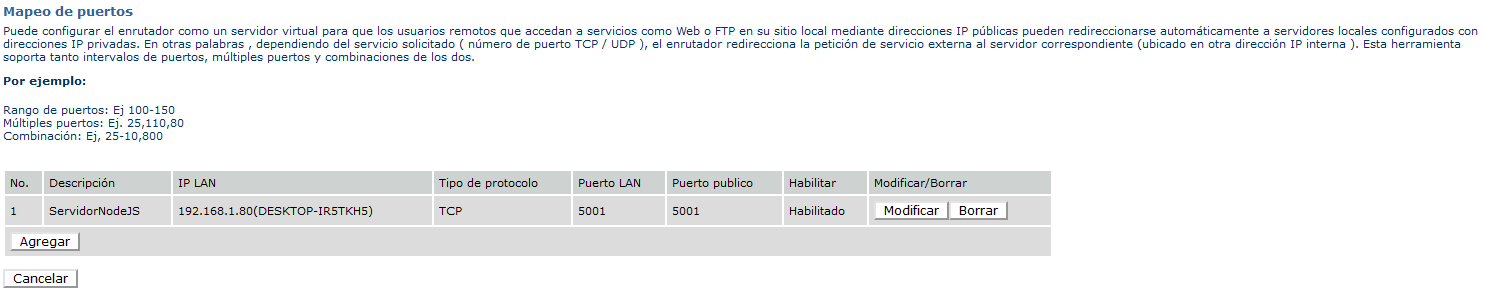 Mapeo de puertos
Puede configurar el enrutador como un servidor virtual para que los usuarios remotos que accedan a servicios como Web o FTP en su sitio local mediante direcciones IP públicas pueden redireccionarse automáticamente a servidores locales configurados con
direcciones IP privadas. En otras palabras , dependiendo del servicio solicitado ( número de puerto TCP / UDP ), el enrutador redirecciona la petición de servicio externa al servidor correspondiente (ubicado en otra dirección IP interna ). Esta herramienta
soporta tanto intervalos de puertos, múltiples puertos y combinaciones de los dos.
Por ejemplo:
Rango de puertos: Ej 100-150
Múltiples puertos: Ej. 25,110,80
Combinación: Ej, 25-10,800
No. Descripción IP LAN Tipo de protocolo Puerto LAN Puerto publico Habilitar Modificar/Borrar
1 ServidorNodeJS 192.168.1.80(DESKTOP-IR5TKH5) TCP 5001 5001 Habilitado Modificar Borrar
Agregar
Cancelar